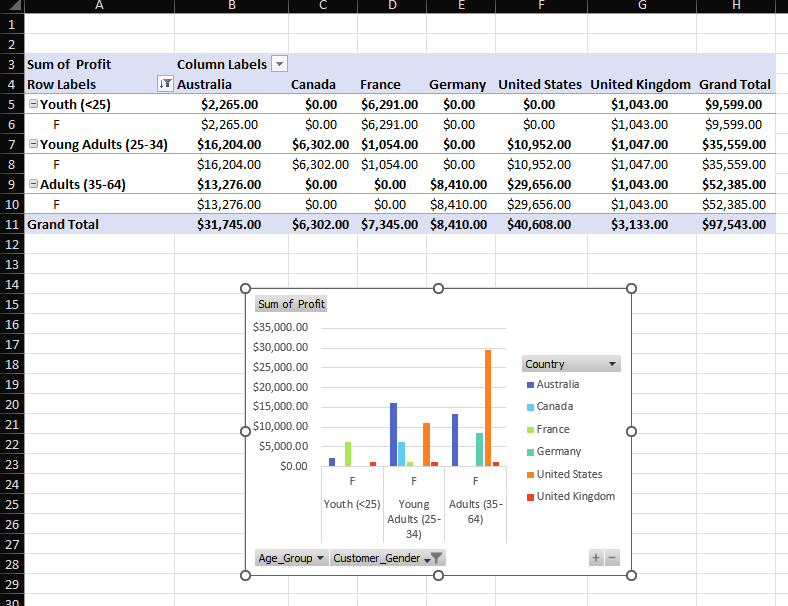 A B C D E F G H
1
2
3 Sum of Profit Column Labels
4 Row Labels Australia Canada France Germany United States United Kingdom Grand Total
5 Youth (<25) $2,265.00 $0.00 $6,291.00 $0.00 $0.00 $1,043.00 $9,599.00
6 F $2,265.00 $0.00 $6,291.00 $0.00 $0.00 $1,043.00 $9,599.00
7 Young Adults (25-34) $16,204.00 $6,302.00 $1,054.00 $0.00 $10,952.00 $1,047.00 $35,559.00
8 F $16,204.00 $6,302.00 $1,054.00 $0.00 $10,952.00 $1,047.00 $35,559.00
9 Adults (35-64) $13,276.00 $0.00 $0.00 $8,410.00 $29,656.00 $1,043.00 $52,385.00
10 F $13,276.00 $0.00 $0.00 $8,410.00 $29,656.00 $1,043.00 $52,385.00
11 Grand Total $31,745.00 $6,302.00 $7,345.00 $8,410.00 $40,608.00 $3,133.00 $97,543.00
12
13
14
15
16
17
18
19
20
21
22
23
24
25
26
27
28
29
30
Sum of Profit
$35,000.00
$30,000.00
$25,000.00
$20,000.00
$15,000.00
$10,000.00
$5,000.00
$0.00
F F F
Youth (<25) Young Adults (35-
Adults (25- 64)
34)
Country
Australia
Canada
France
Germany
United States
United Kingdom
Age_Group Customer_Gender + −